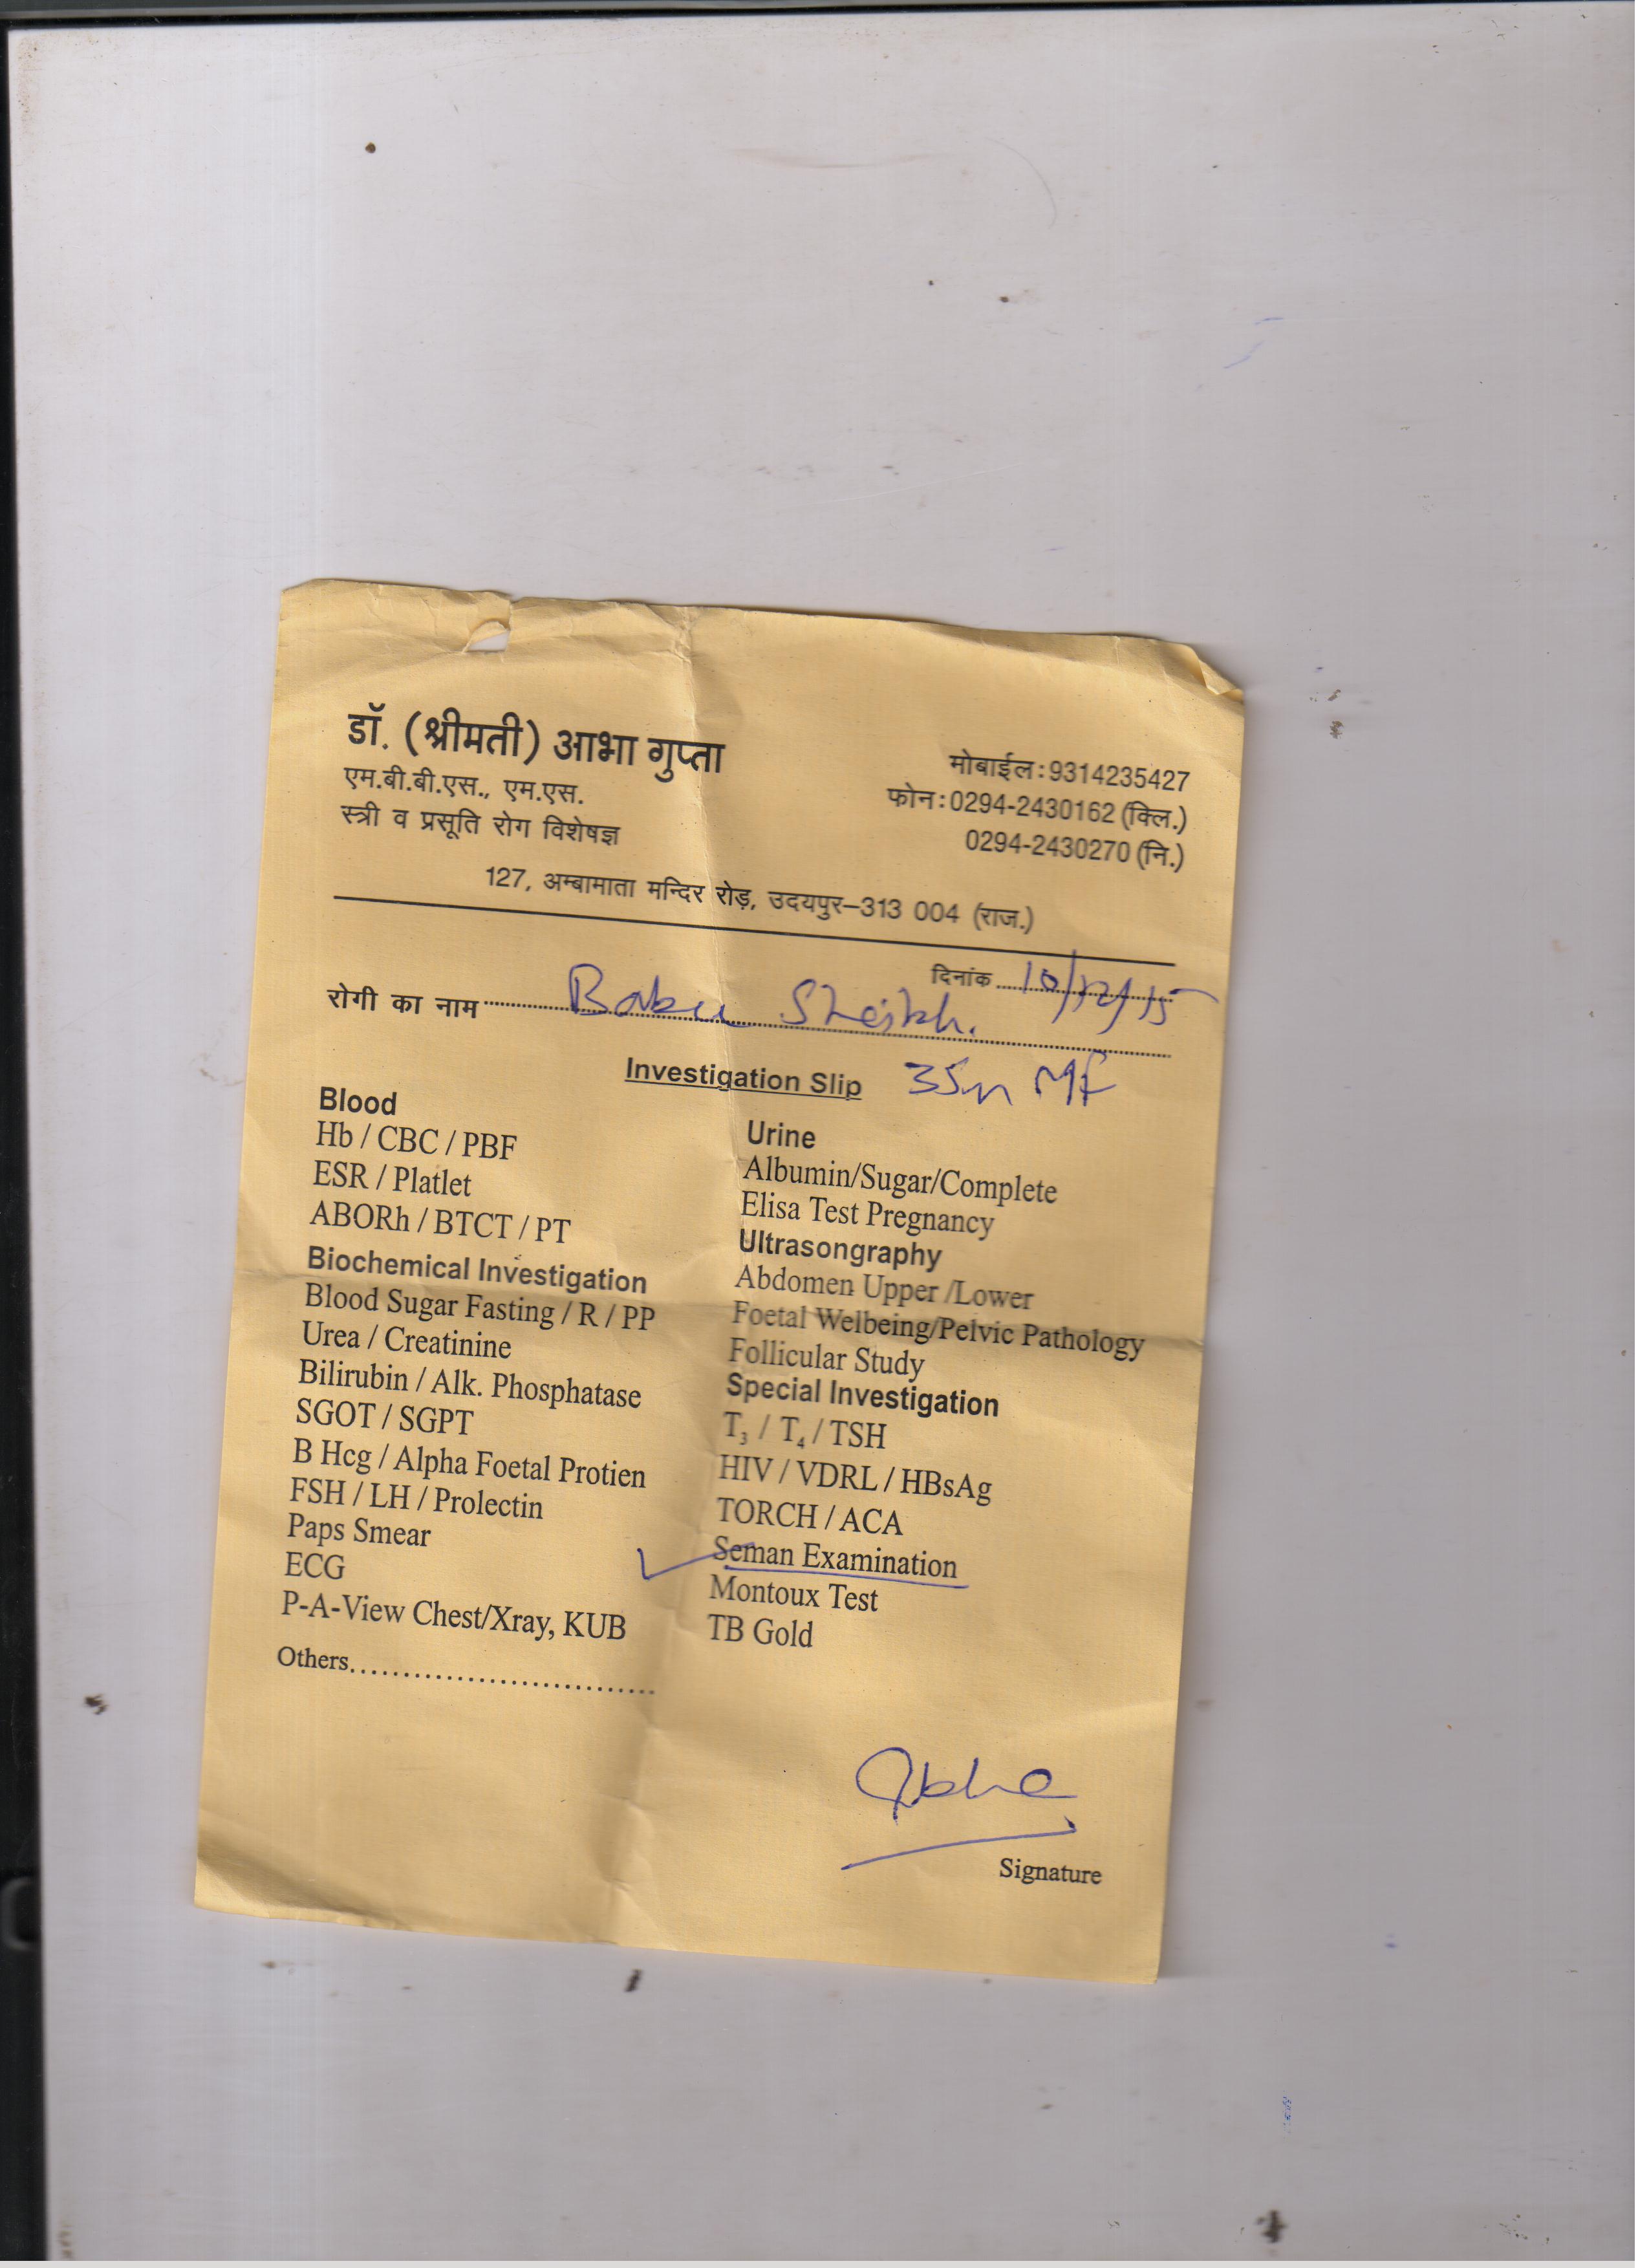 डॉ. (श्रीमती) आभा गुप्ता
एम.बी.बी.एस., एम.एस.
स्त्री व प्रसूति रोग विशेषज्ञ
मोबाईल : 9314235427
फोन : 0294-2430162 (क्लि.)
0294-2430270 (नि.)
127, अम्बामाता मन्दिर रोड़, उदयपुर–313 004 (राज.)
दिनांक 10/12/15
रोगी का नाम Babu Sheikh.
Investigation Slip 35
Blood
Hb / CBC / PBF
ESR / Platlet
ABORh / BTCT / PT
Biochemical Investigation
Blood Sugar Fasting / R / PP
Urea / Creatinine
Bilirubin / Alk. Phosphatase
SGOT / SGPT
B Hcg / Alpha Foetal Protien
FSH / LH / Prolectin
Paps Smear
ECG
P-A-View Chest/Xray, KUB
Others..............................
Urine
Albumin/Sugar/Complete
Elisa Test Pregnancy
Ultrasongraphy
Abdomen Upper /Lower
Foetal Welbeing/Pelvic Pathology
Follicular Study
Special Investigation
T₃ / T₄ / TSH
HIV / VDRL / HBsAg
TORCH / ACA
Seman Examination
Montoux Test
TB Gold
Abha
Signature